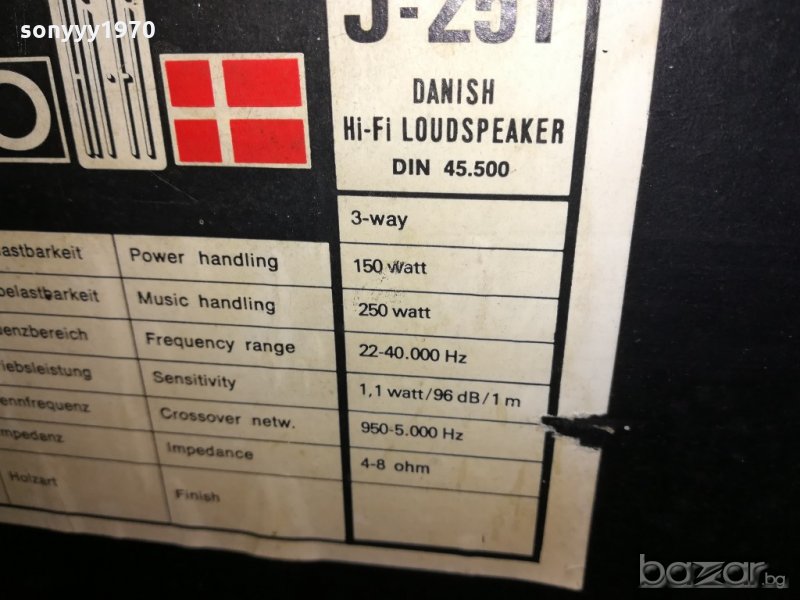 sonyyy1970
J-251
DANISH
Hi-Fi LOUDSPEAKER
DIN 45.500
3-way
Power handling 150 watt
Music handling 250 watt
Frequency range 22-40.000 Hz
Sensitivity 1,1 watt/96 dB/1 m
Crossover netw. 950-5.000 Hz
Impedance 4-8 ohm
Holzart Finish
bazar.bg